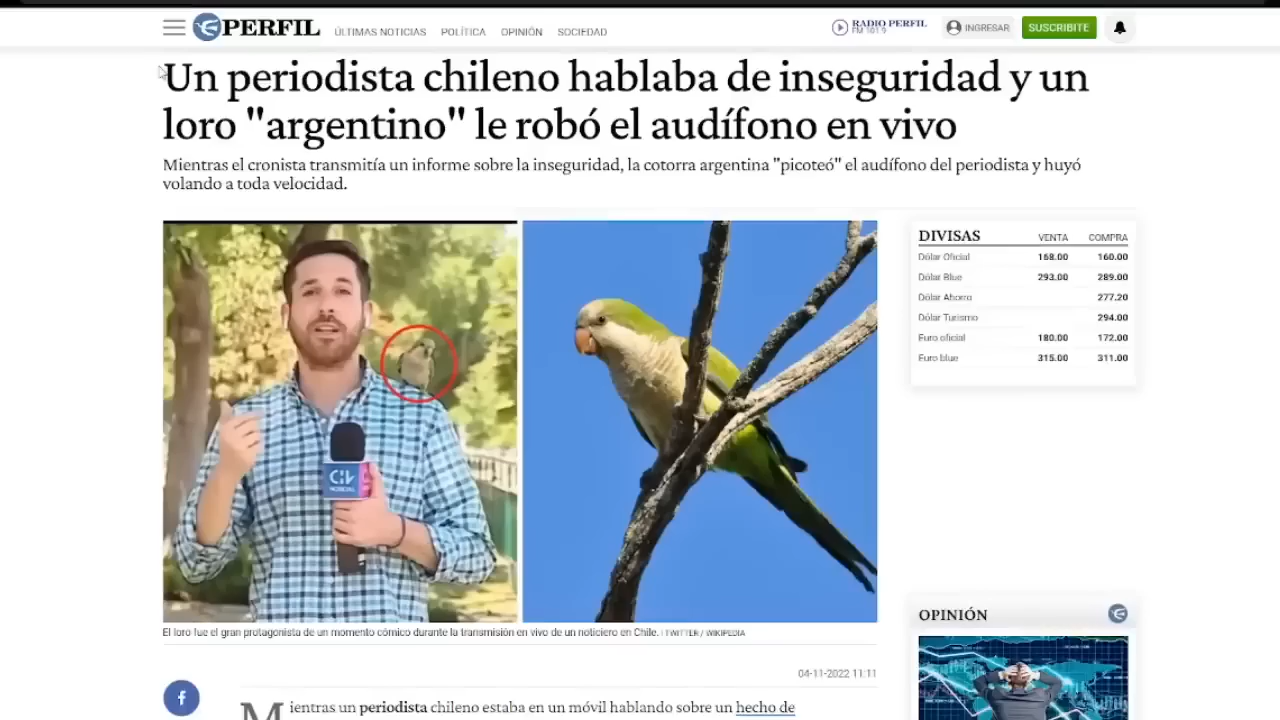 PERFIL
ÚLTIMAS NOTICIAS POLÍTICA OPINIÓN SOCIEDAD
RADIO PERFIL
FM 101.9
INGRESAR
SUSCRIBITE
Un periodista chileno hablaba de inseguridad y un
loro "argentino" le robó el audífono en vivo
Mientras el cronista transmitía un informe sobre la inseguridad, la cotorra argentina "picoteó" el audífono del periodista y huyó
volando a toda velocidad.
CHV
NOTICIAS
DIVISAS VENTA COMPRA
Dólar Oficial 168.00 160.00
Dólar Blue 293.00 289.00
Dólar Ahorro 277.20
Dólar Turismo 294.00
Euro oficial 180.00 172.00
Euro blue 315.00 311.00
El loro fue el gran protagonista de un momento cómico durante la transmisión en vivo de un noticiero en Chile. | TWITTER / WIKIPEDIA
04-11-2022 11:11
Mientras un periodista chileno estaba en un móvil hablando sobre un hecho de
OPINIÓN